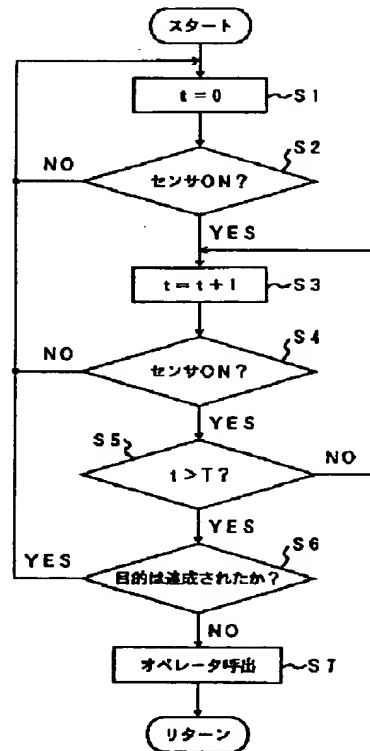 スタート
t=0 S1
S2
NO センサON?
YES
t=t+1 S3
S4
NO センサON?
YES
S5
t>T? NO
YES
S6
YES 目的は達成されたか?
NO
オペレータ呼出 S7
リターン